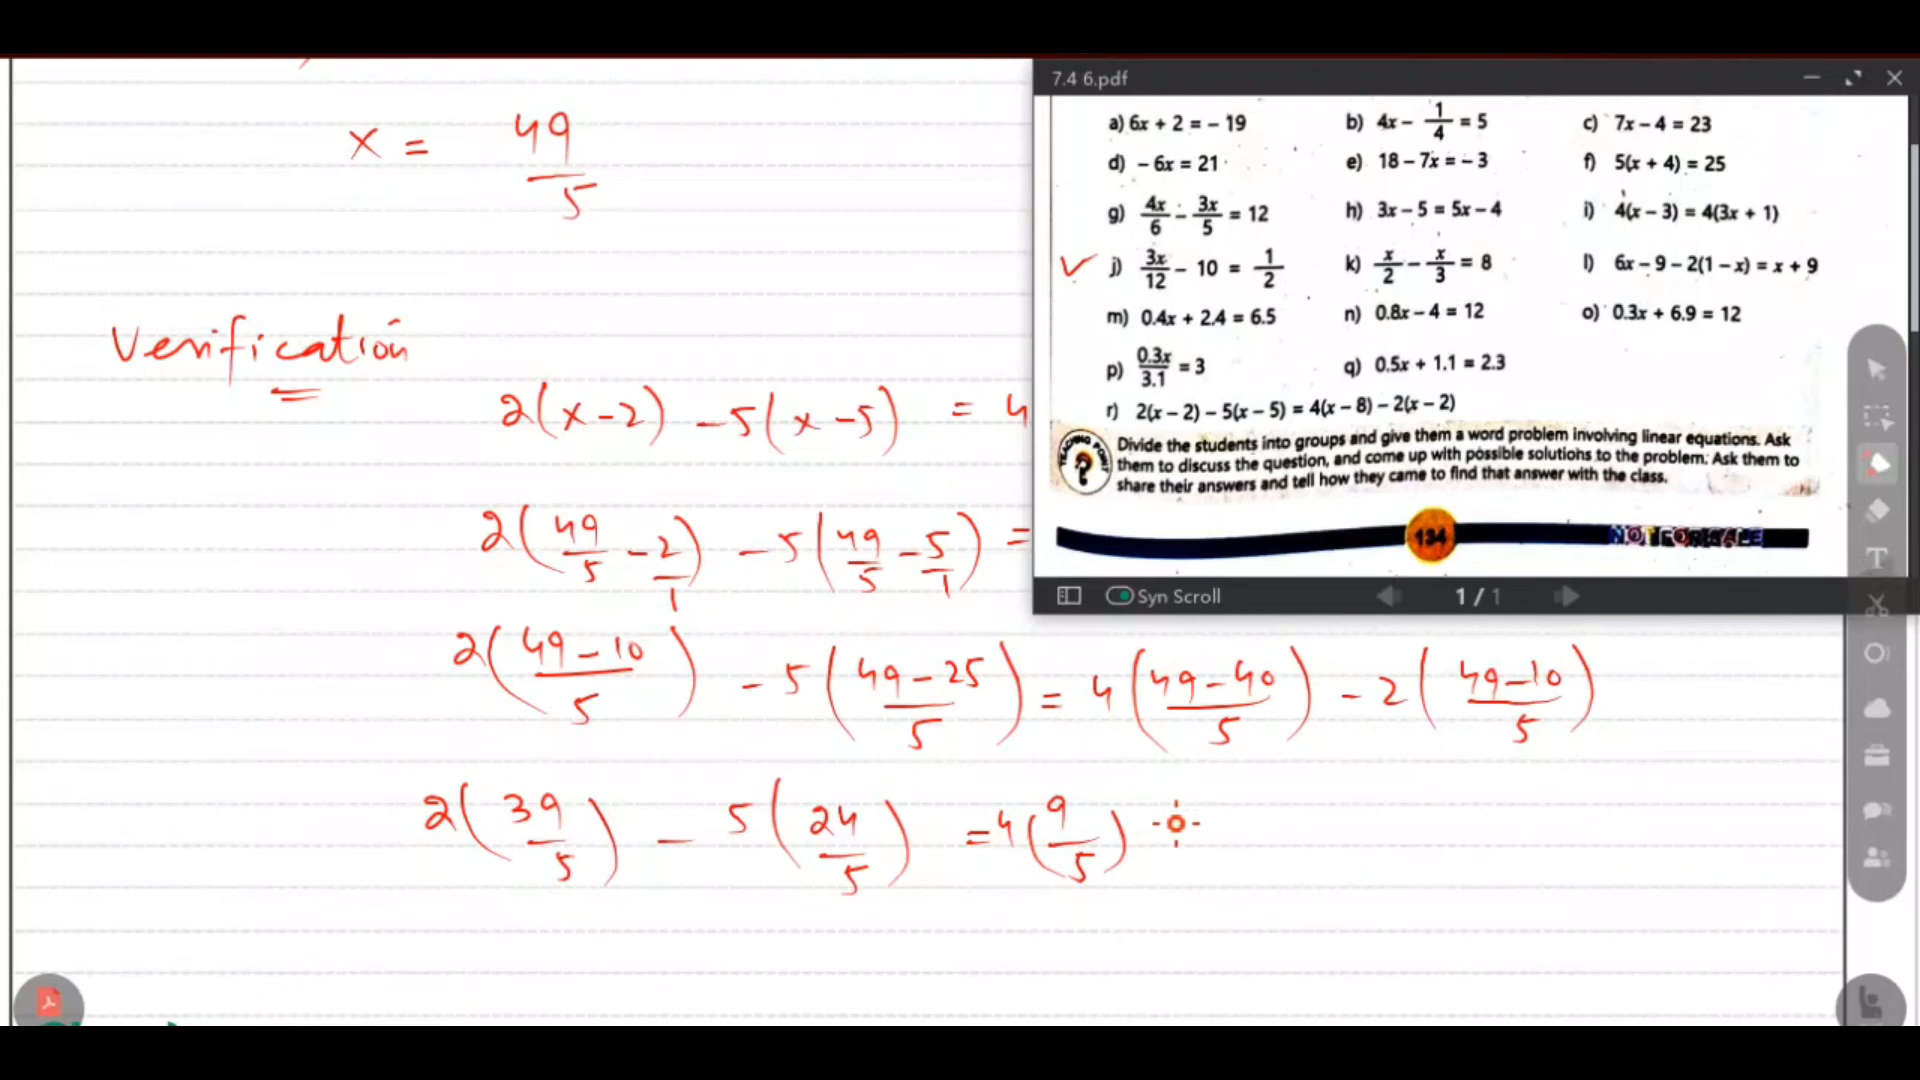 x = 49/5
Verification
2(x-2) -5(x-5) = 4
2(49/5 - 2/1) -5(49/5 - 5/1) =
2((49-10)/5) -5((49-25)/5) = 4((49-40)/5) -2((49-10)/5)
2(39/5) - 5(24/5) = 4(9/5)
7.4 6.pdf
a) 6x + 2 = – 19 b) 4x – 1/4 = 5 c) 7x – 4 = 23
d) – 6x = 21 e) 18 – 7x = – 3 f) 5(x + 4) = 25
g) 4x/6 – 3x/5 = 12 h) 3x – 5 = 5x – 4 i) 4(x – 3) = 4(3x + 1)
j) 3x/12 – 10 = 1/2 k) x/2 – x/3 = 8 l) 6x – 9 – 2(1 – x) = x + 9
m) 0.4x + 2.4 = 6.5 n) 0.8x – 4 = 12 o) 0.3x + 6.9 = 12
p) 0.3x/3.1 = 3 q) 0.5x + 1.1 = 2.3
r) 2(x – 2) – 5(x – 5) = 4(x – 8) – 2(x – 2)
TEACHING POINT
?
Divide the students into groups and give them a word problem involving linear equations. Ask
them to discuss the question, and come up with possible solutions to the problem. Ask them to
share their answers and tell how they came to find that answer with the class.
134
NOT FOR SALE
Syn Scroll
1 / 1
T